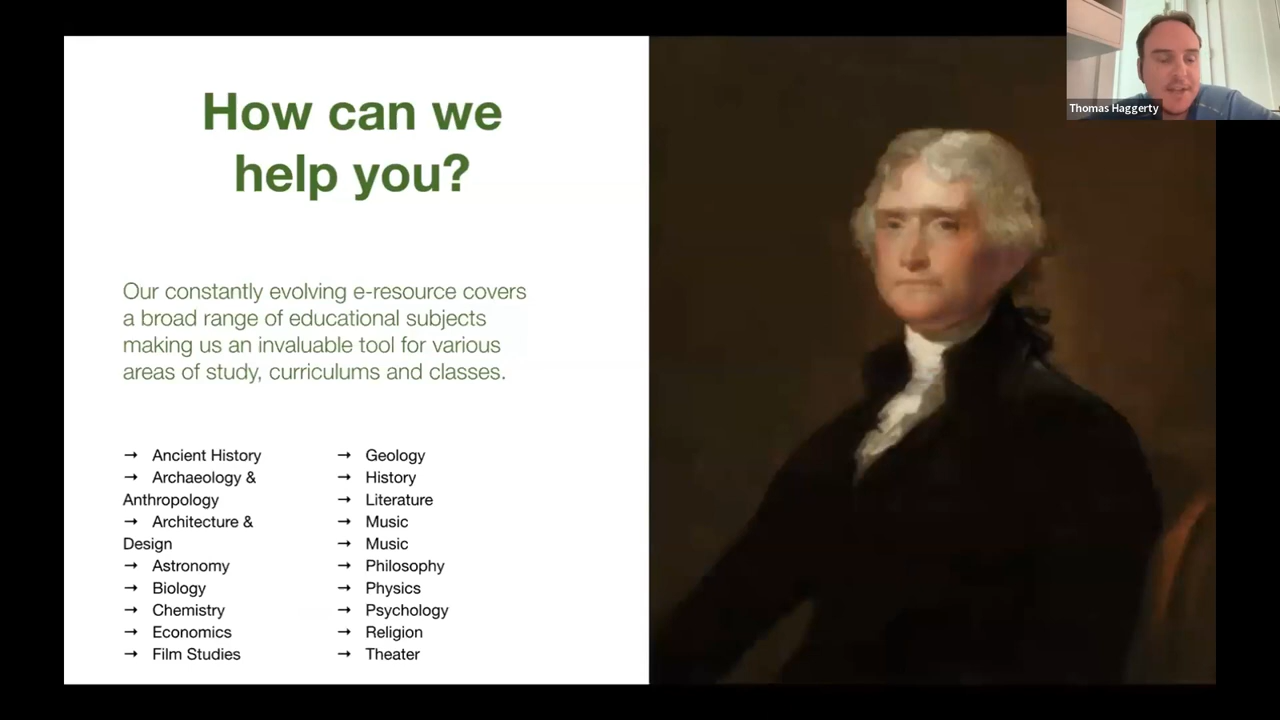 How can we
help you?
Our constantly evolving e-resource covers
a broad range of educational subjects
making us an invaluable tool for various
areas of study, curriculums and classes.
→ Ancient History
→ Archaeology &
Anthropology
→ Architecture &
Design
→ Astronomy
→ Biology
→ Chemistry
→ Economics
→ Film Studies
→ Geology
→ History
→ Literature
→ Music
→ Music
→ Philosophy
→ Physics
→ Psychology
→ Religion
→ Theater
Thomas Haggerty